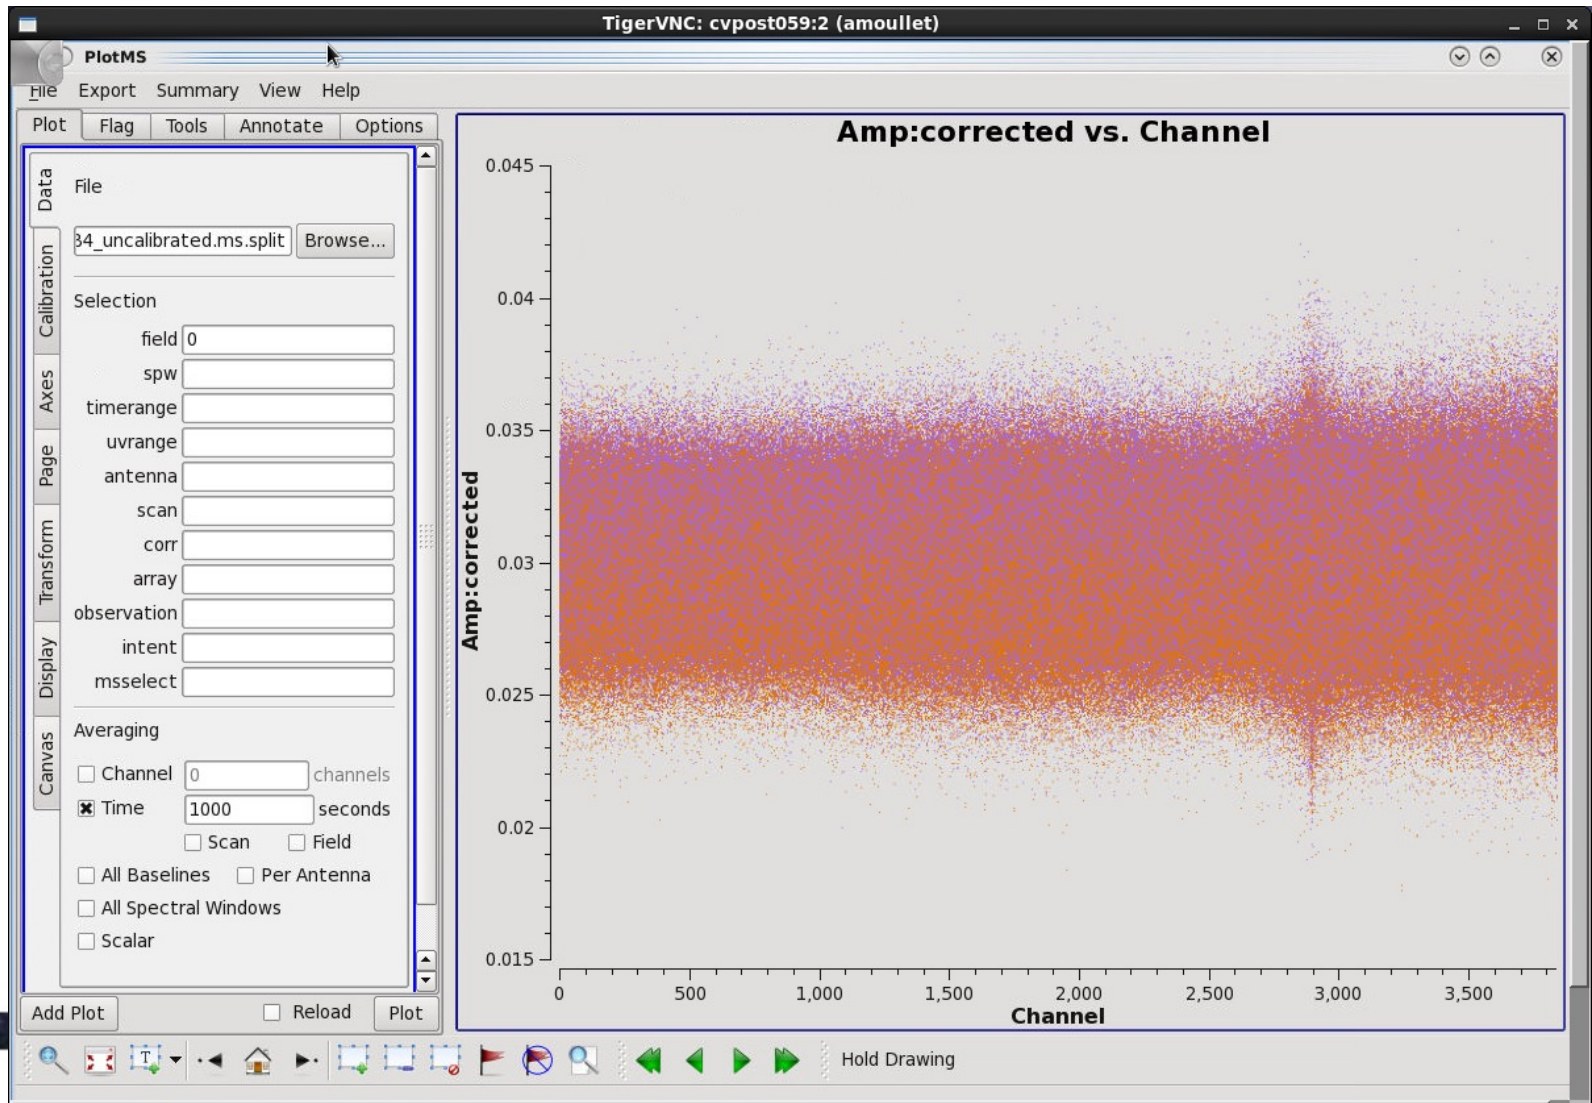 TigerVNC: cvpost059:2 (amoullet)
PlotMS
File Export Summary View Help
Plot Flag Tools Annotate Options
Data
Calibration
Axes
Page
Transform
Display
Canvas
File
34_uncalibrated.ms.split Browse...
Selection
field 0
spw
timerange
uvrange
antenna
scan
corr
array
observation
intent
msselect
Averaging
Channel 0 channels
Time 1000 seconds
Scan Field
All Baselines Per Antenna
All Spectral Windows
Scalar
Add Plot Reload Plot
Amp:corrected vs. Channel
Amp:corrected
0.045
0.04
0.035
0.03
0.025
0.02
0.015
0 500 1,000 1,500 2,000 2,500 3,000 3,500
Channel
T
Hold Drawing